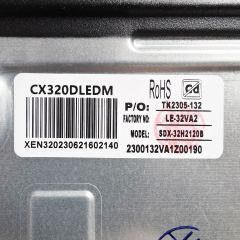 CX320DLEDM
RoHS
P/O: TK2305-132
FACTORY NO: LE-32VA2
MODEL: SDX-32H2120B
XEN320230621602140
2300132VA1Z00190